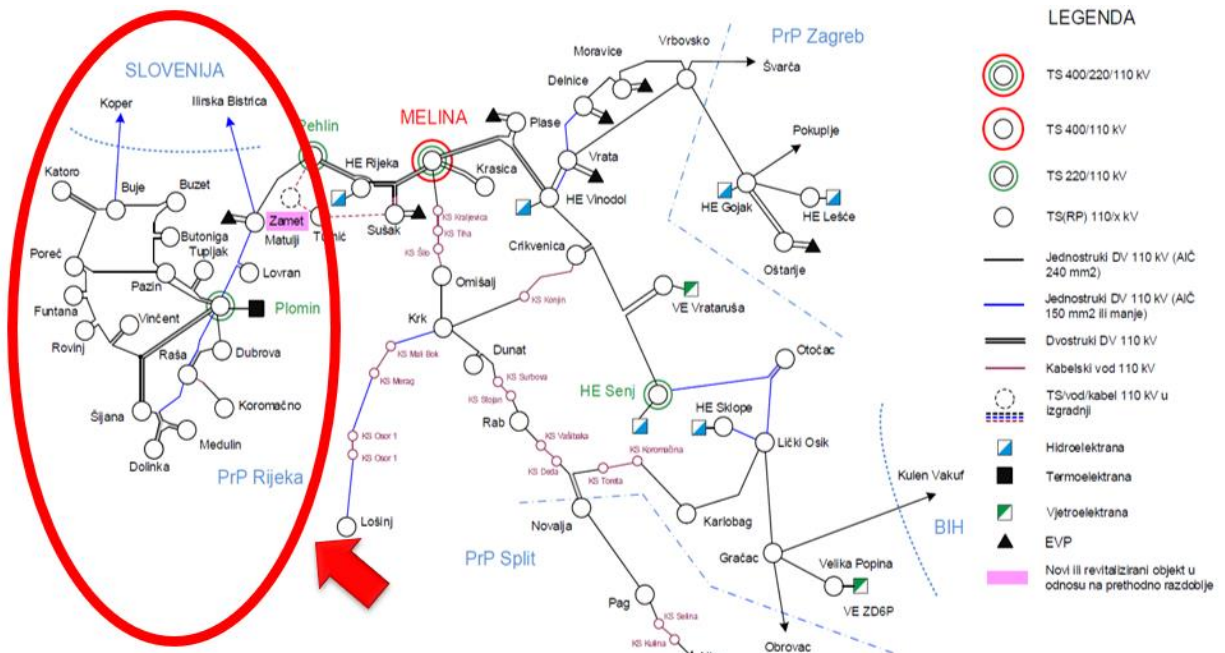 SLOVENIJA
Koper
Ilirska Bistrica
Katoro
Buje
Buzet
Butoniga
Tupljak
Poreč
Pazin
Funtana
Rovinj
Vinčent
Raša
Dubrova
Koromačno
Šijana
Medulin
Dolinka
Plomin
Lovran
Matulji
Zamet
PrP Rijeka
Pehlin
HE Rijeka
Sušak
MELINA
Krasica
KS Kraljevica
KS Tiha
KS Šilo
Omišalj
Krk
KS Mali Bok
KS Merag
KS Osor 1
KS Osor 1
Lošinj
Plase
Moravice
Delnice
Vrbovsko
Švarča
PrP Zagreb
Vrata
HE Vinodol
Crikvenica
KS Konjin
Dunat
KS Surbova
KS Stojan
Rab
Pokuplje
HE Gojak
HE Lešće
Oštarije
VE Vrataruša
HE Senj
Otočac
HE Sklope
Lički Osik
KS Koromačina
KS Toreta
KS Deda
Novalja
Karlobag
PrP Split
Pag
KS Selina
KS Kulina
Kulen Vakuf
BIH
Gračac
Velika Popina
VE ZD6P
Obrovac
LEGENDA
TS 400/220/110 kV
TS 400/110 kV
TS 220/110 kV
TS(RP) 110/x kV
Jednostruki DV 110 kV (AlČ
240 mm2)
Jednostruki DV 110 kV (AlČ
150 mm2 ili manje)
Dvostruki DV 110 kV
Kabelski vod 110 kV
TS/vod/kabel 110 kV u
izgradnji
Hidroelektrana
Termoelektrana
Vjetroelektrana
EVP
Novi ili revitalizirani objekt u
odnosu na prethodno razdoblje